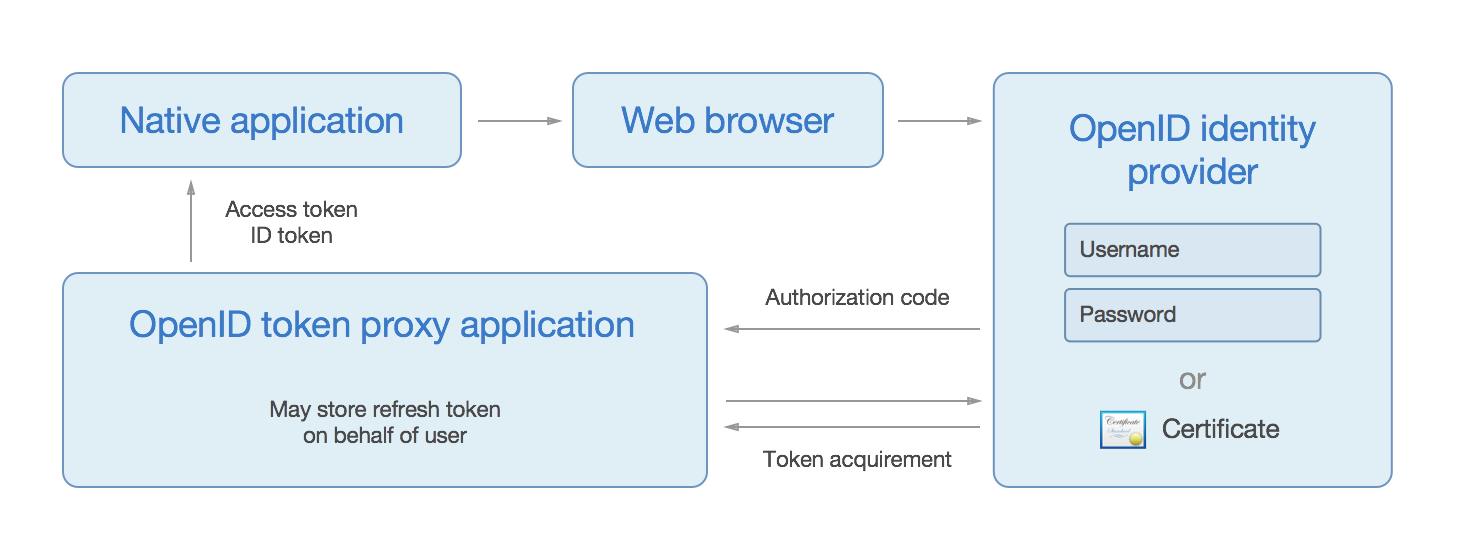 Native application
Web browser
OpenID identity
provider
Access token
ID token
Username
Password
or
Certificate
OpenID token proxy application
May store refresh token
on behalf of user
Authorization code
Token acquirement